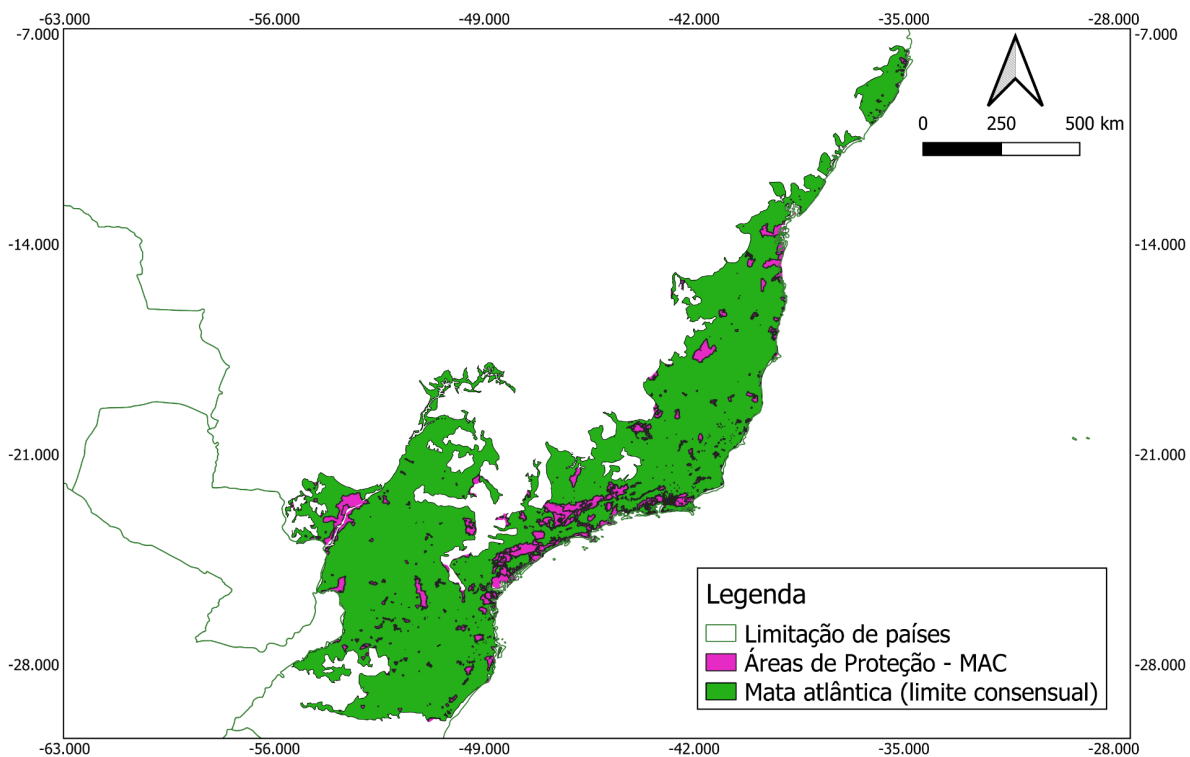 -63.000 -56.000 -49.000 -42.000 -35.000 -28.000
-7.000 -7.000
0 250 500 km
-14.000 -14.000
-21.000 -21.000
Legenda
Limitação de países
-28.000 Áreas de Proteção - MAC -28.000
Mata atlântica (limite consensual)
-63.000 -56.000 -49.000 -42.000 -35.000 -28.000